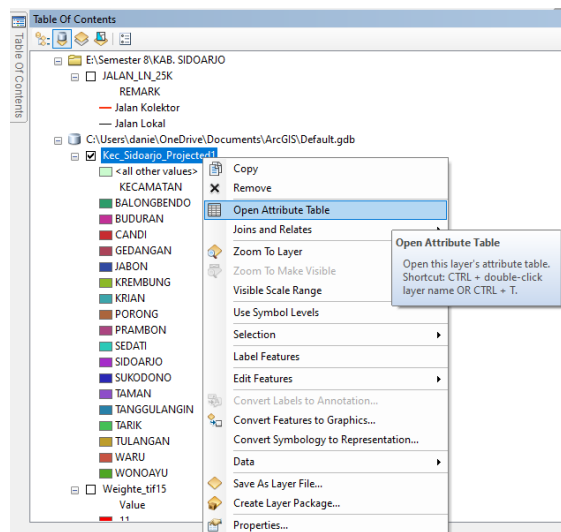 Table Of Contents
Table Of Contents
E:\Semester 8\KAB. SIDOARJO
JALAN_LN_25K
REMARK
Jalan Kolektor
Jalan Lokal
C:\Users\danie\OneDrive\Documents\ArcGIS\Default.gdb
Kec_Sidoarjo_Projected1
<all other values>
KECAMATAN
BALONGBENDO
BUDURAN
CANDI
GEDANGAN
JABON
KREMBUNG
KRIAN
PORONG
PRAMBON
SEDATI
SIDOARJO
SUKODONO
TAMAN
TANGGULANGIN
TARIK
TULANGAN
WARU
WONOAYU
Weighte_tif15
Value
11
Copy
Remove
Open Attribute Table
Joins and Relates
Zoom To Layer
Zoom To Make Visible
Visible Scale Range
Use Symbol Levels
Selection
Label Features
Edit Features
Convert Labels to Annotation...
Convert Features to Graphics...
Convert Symbology to Representation...
Data
Save As Layer File...
Create Layer Package...
Properties...
Open Attribute Table
Open this layer's attribute table.
Shortcut: CTRL + double-click
layer name OR CTRL + T.